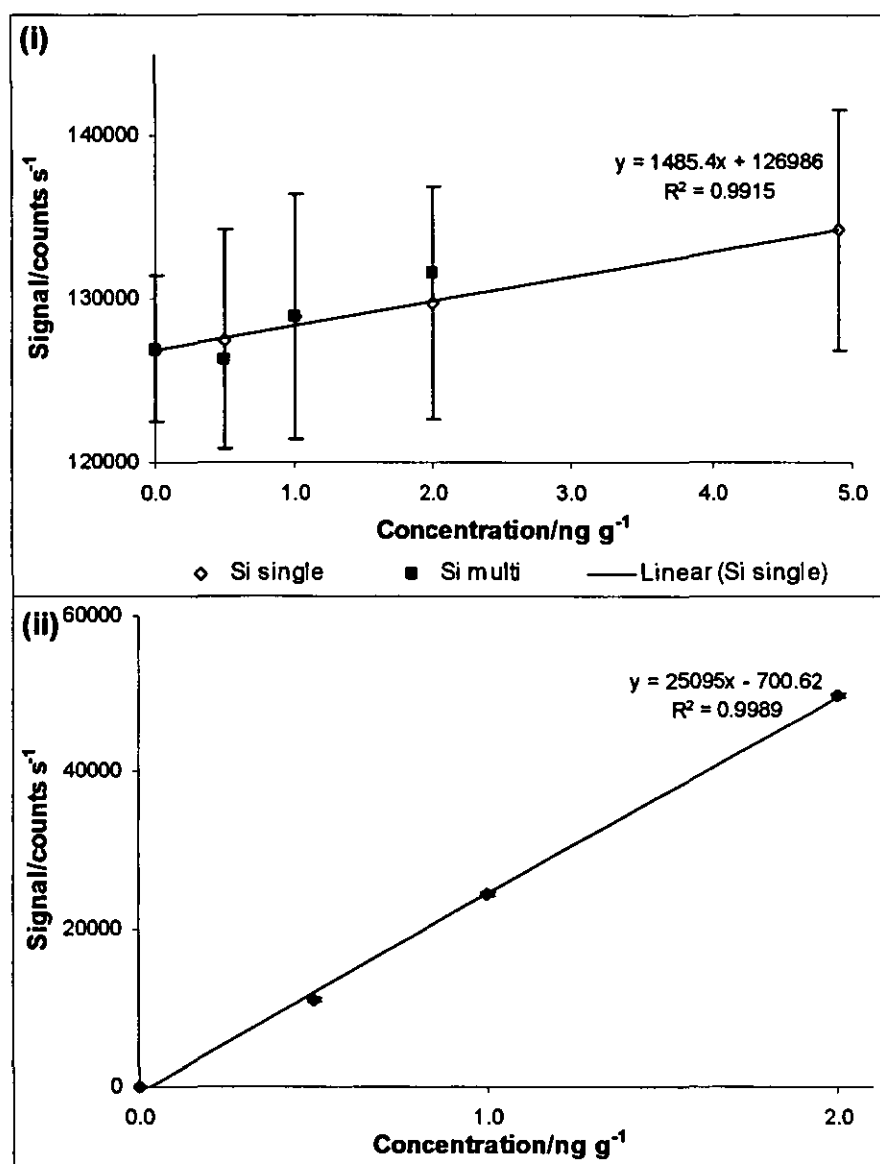 (i)
140000
130000
120000
Signal/counts s⁻¹
y = 1485.4x + 126986
R² = 0.9915
0.0 1.0 2.0 3.0 4.0 5.0
Concentration/ng g⁻¹
Si single Si multi Linear (Si single)
(ii)
60000
40000
20000
0
Signal/counts s⁻¹
y = 25095x - 700.62
R² = 0.9989
0.0 1.0 2.0
Concentration/ng g⁻¹